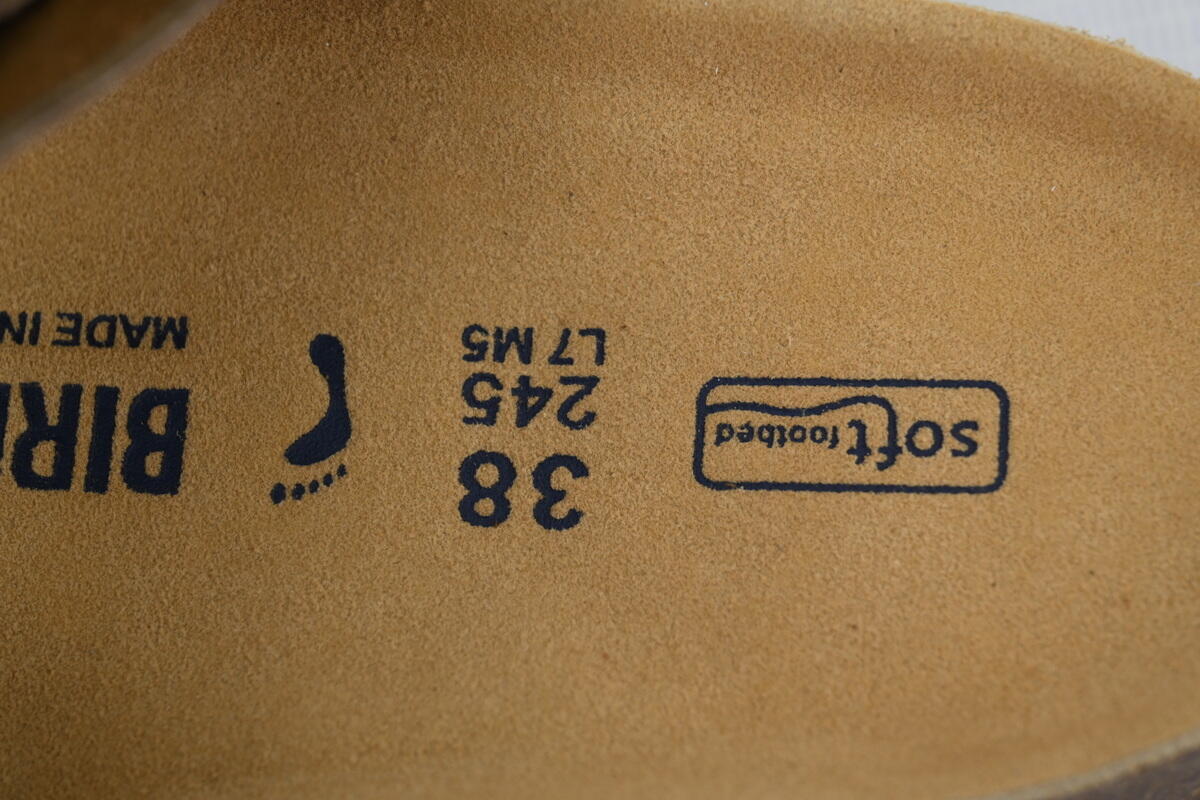 soft footbed
38
245
L7 M5
BIR
MADE IN